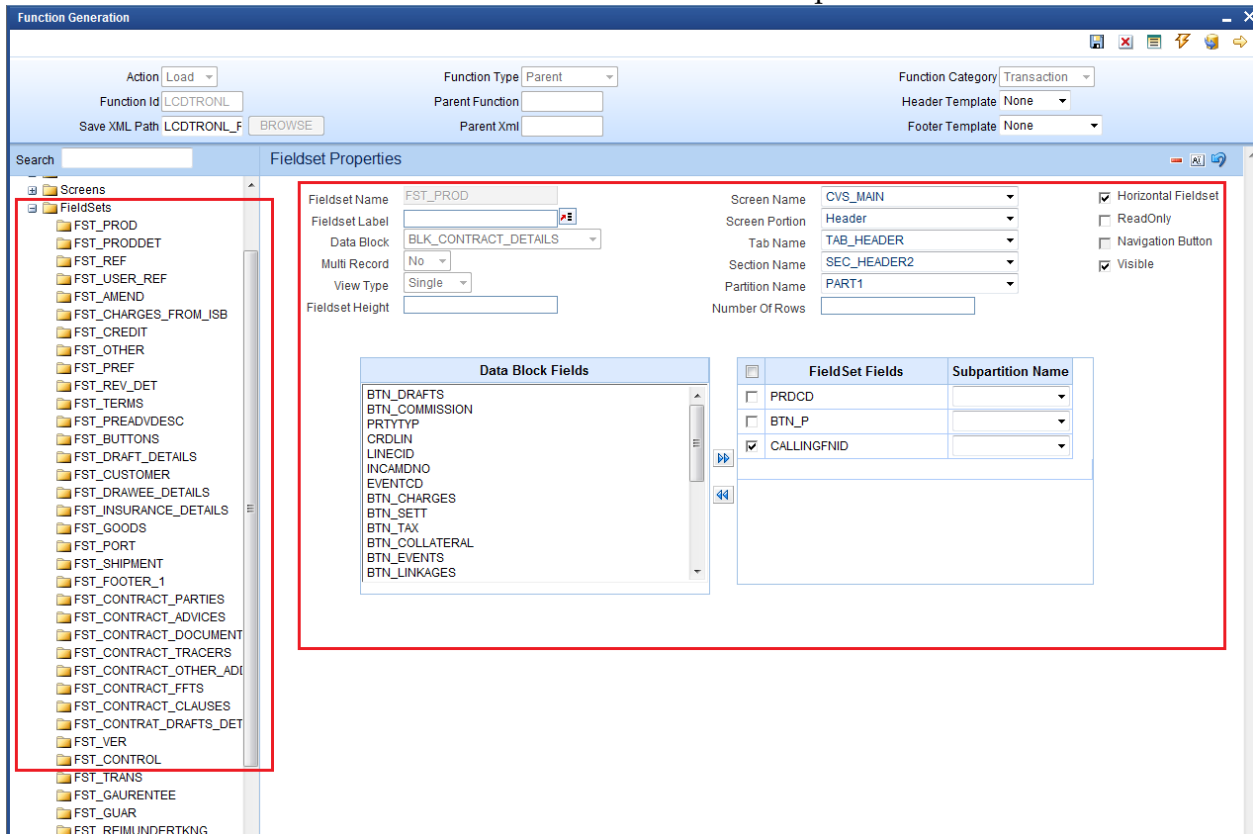 Function Generation
Action Load
Function Type Parent
Function Category Transaction
Function Id LCDTRONL
Parent Function
Header Template None
Save XML Path LCDTRONL_F BROWSE
Parent Xml
Footer Template None
Search
Fieldset Properties
Screens
FieldSets
FST_PROD
FST_PRODDET
FST_REF
FST_USER_REF
FST_AMEND
FST_CHARGES_FROM_ISB
FST_CREDIT
FST_OTHER
FST_PREF
FST_REV_DET
FST_TERMS
FST_PREADVDESC
FST_BUTTONS
FST_DRAFT_DETAILS
FST_CUSTOMER
FST_DRAWEE_DETAILS
FST_INSURANCE_DETAILS
FST_GOODS
FST_PORT
FST_SHIPMENT
FST_FOOTER_1
FST_CONTRACT_PARTIES
FST_CONTRACT_ADVICES
FST_CONTRACT_DOCUMENT
FST_CONTRACT_TRACERS
FST_CONTRACT_OTHER_ADD
FST_CONTRACT_FFTS
FST_CONTRACT_CLAUSES
FST_CONTRAT_DRAFTS_DET
FST_VER
FST_CONTROL
FST_TRANS
FST_GAURENTEE
FST_GUAR
FST_REIMUNDERTKNG
Fieldset Name FST_PROD
Screen Name CVS_MAIN
Horizontal Fieldset
Fieldset Label
Screen Portion Header
ReadOnly
Data Block BLK_CONTRACT_DETAILS
Tab Name TAB_HEADER
Navigation Button
Multi Record No
Section Name SEC_HEADER2
Visible
View Type Single
Partition Name PART1
Fieldset Height
Number Of Rows
Data Block Fields
BTN_DRAFTS
BTN_COMMISSION
PRTYTYP
CRDLIN
LINECID
INCAMDNO
EVENTCD
BTN_CHARGES
BTN_SETT
BTN_TAX
BTN_COLLATERAL
BTN_EVENTS
BTN_LINKAGES
FieldSet Fields Subpartition Name
PRDCD
BTN_P
CALLINGFNID